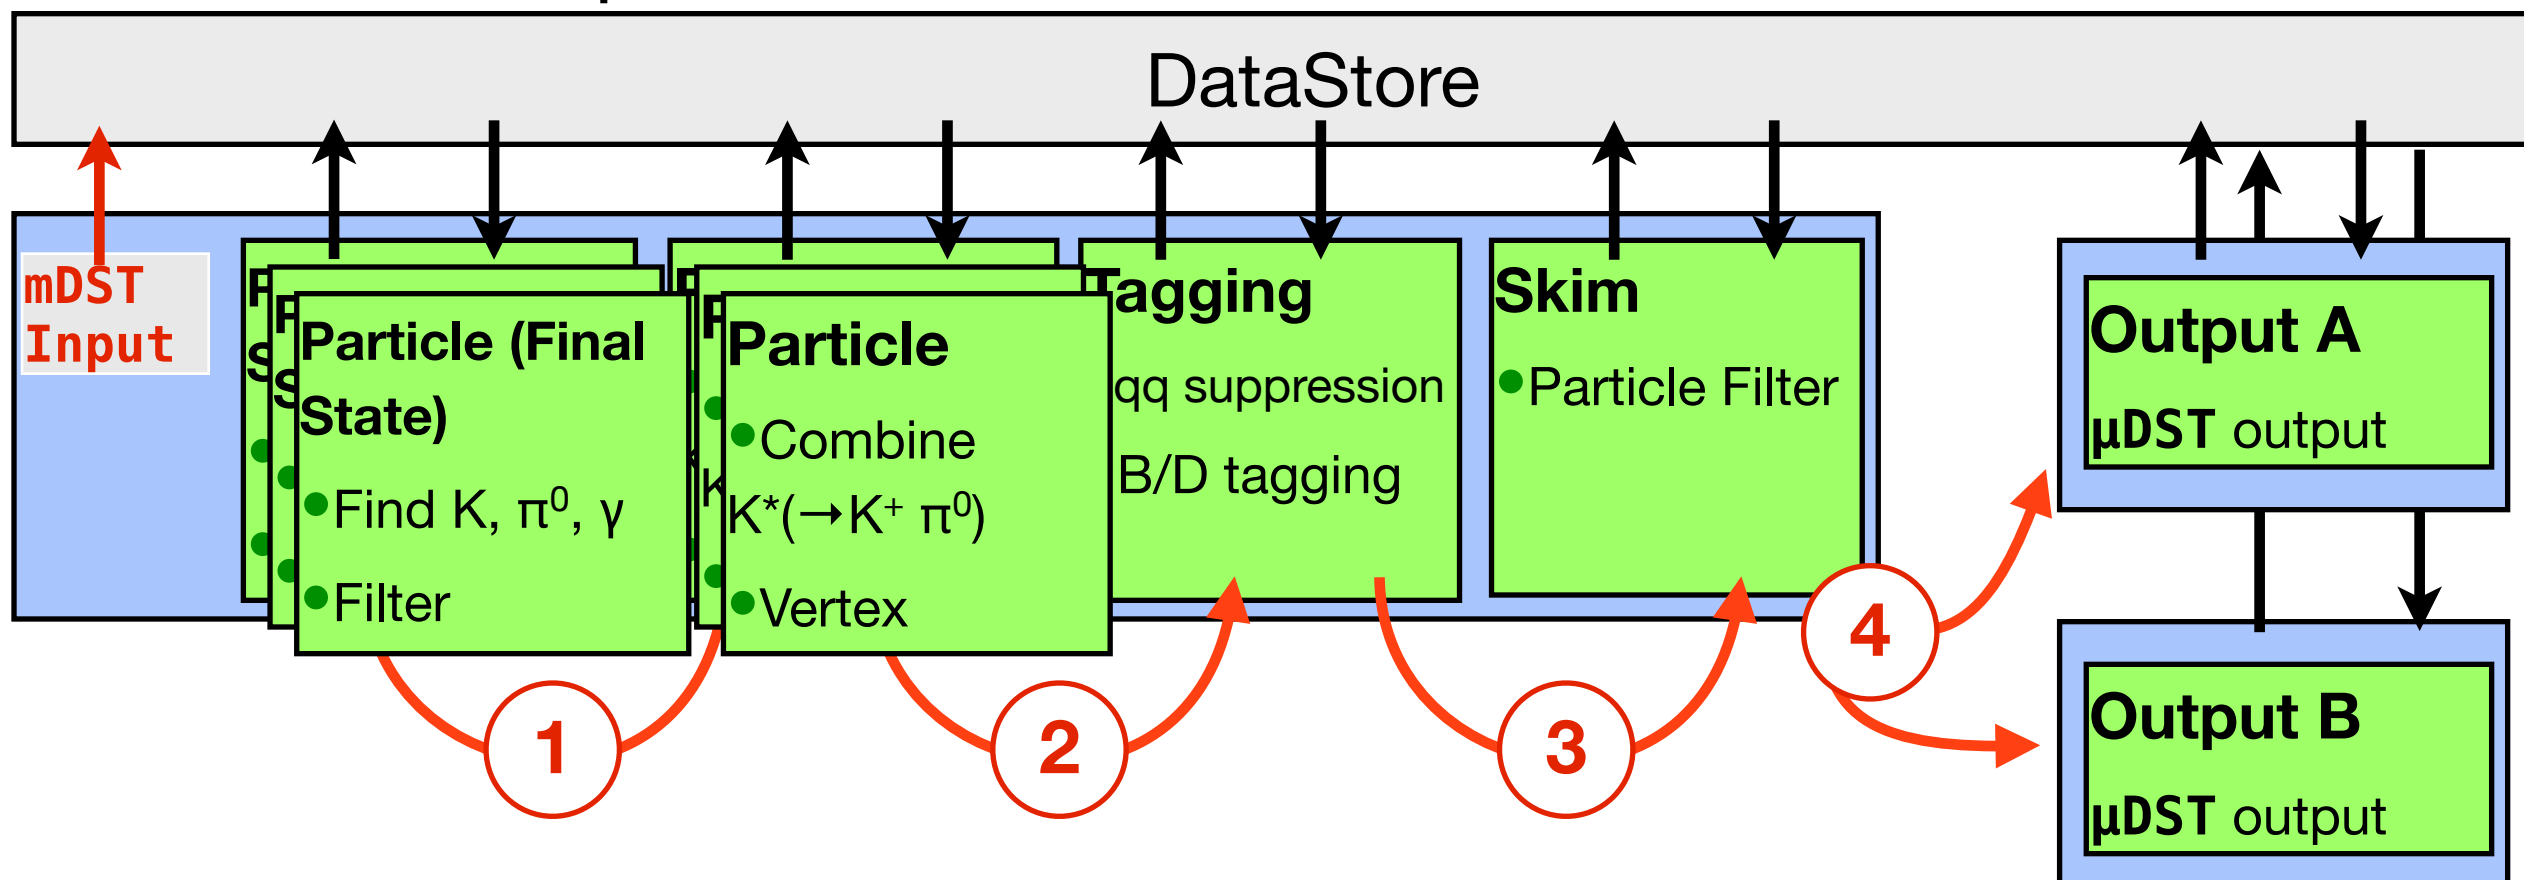 DataStore
mDST
Input
Particle (Final
State)
● Find K, π⁰, γ
● Filter
Particle
● Combine
K*(→K⁺ π⁰)
● Vertex
Tagging
qq suppression
B/D tagging
Skim
● Particle Filter
Output A
µDST output
Output B
µDST output
1
2
3
4